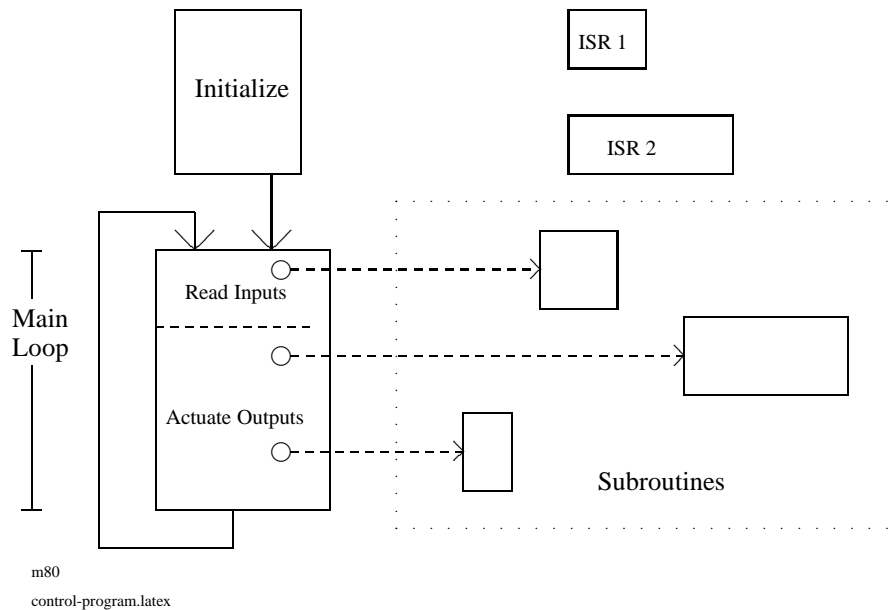 Initialize
ISR 1
ISR 2
Main
Loop
Read Inputs
Actuate Outputs
Subroutines
m80
control-program.latex